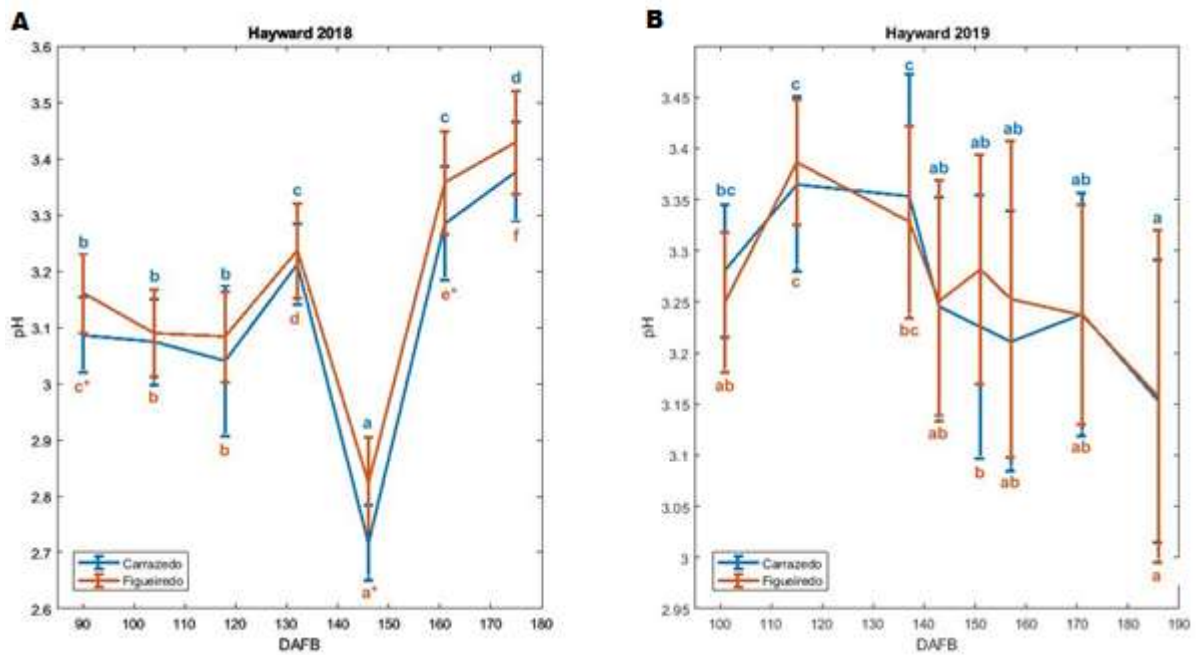 A
Hayward 2018
3.6
3.5
3.4
3.3
3.2
3.1
3
2.9
2.8
2.7
2.6
pH
b
b
b
c
a
c
d
c*
b
b
d
a*
e*
f
Carrazedo
Figueiredo
90 100 110 120 130 140 150 160 170 180
DAFB
B
Hayward 2019
3.45
3.4
3.35
3.3
3.25
3.2
3.15
3.1
3.05
3
2.95
pH
bc
c
c
ab
ab
ab
ab
a
ab
c
bc
ab
b
ab
ab
a
Carrazedo
Figueiredo
100 110 120 130 140 150 160 170 180 190
DAFB